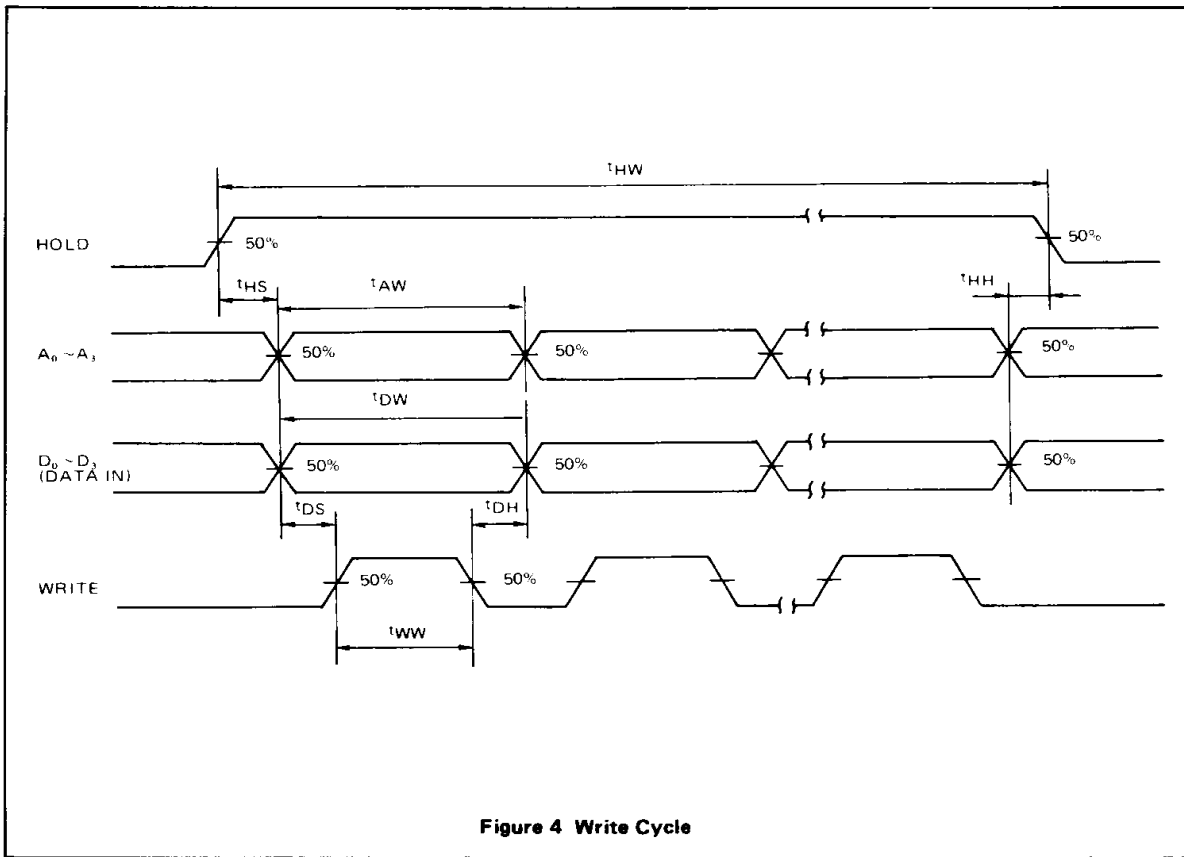 tHW
HOLD
50%
50%
tHS
tAW
tHH
A₀ ~ A₃
50%
50%
50%
tDW
D₀ ~ D₃
(DATA IN)
50%
50%
50%
tDS
tDH
WRITE
50%
50%
tWW
Figure 4 Write Cycle